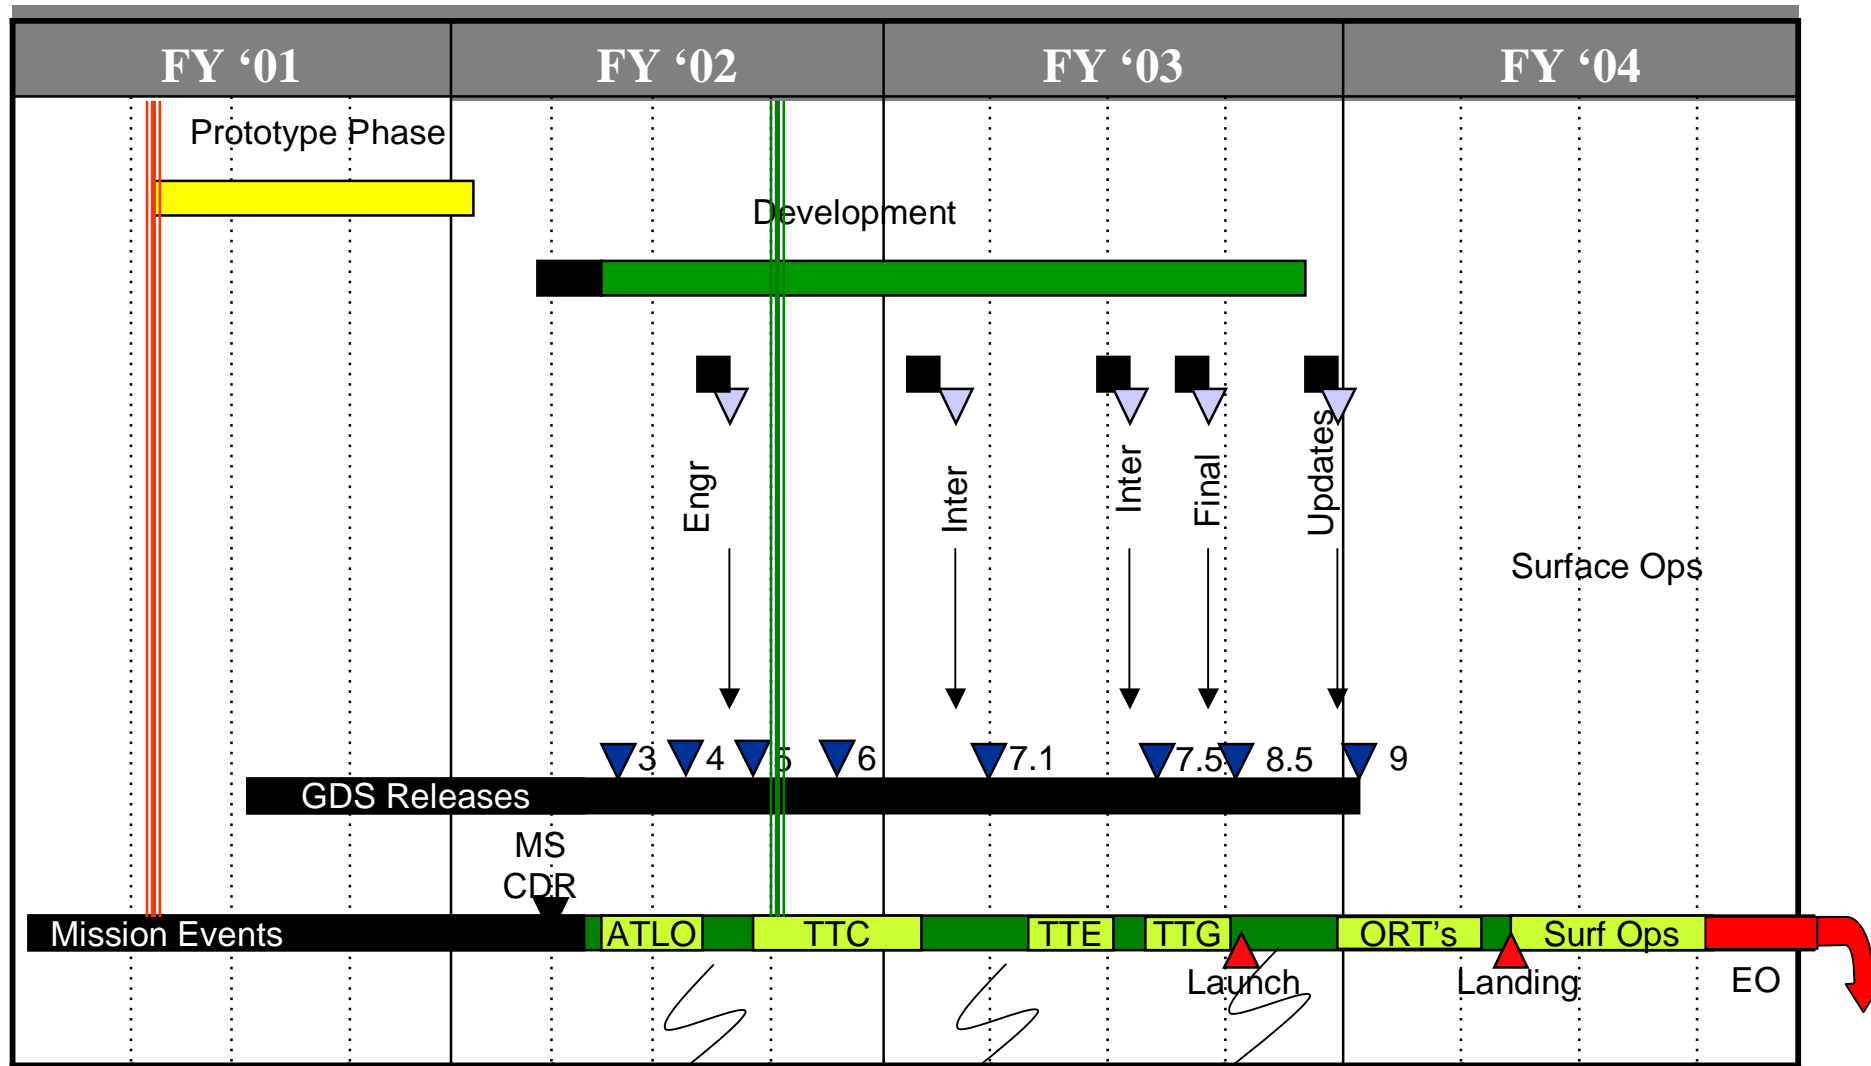 FY ‘01
FY ‘02
FY ‘03
FY ‘04
Prototype Phase
Development
Engr
Inter
Inter
Final
Updates
Surface Ops
3
4
5
6
7.1
7.5
8.5
9
GDS Releases
MS
CDR
Mission Events
ATLO
TTC
TTE
TTG
ORT's
Surf Ops
Launch
Landing
EO